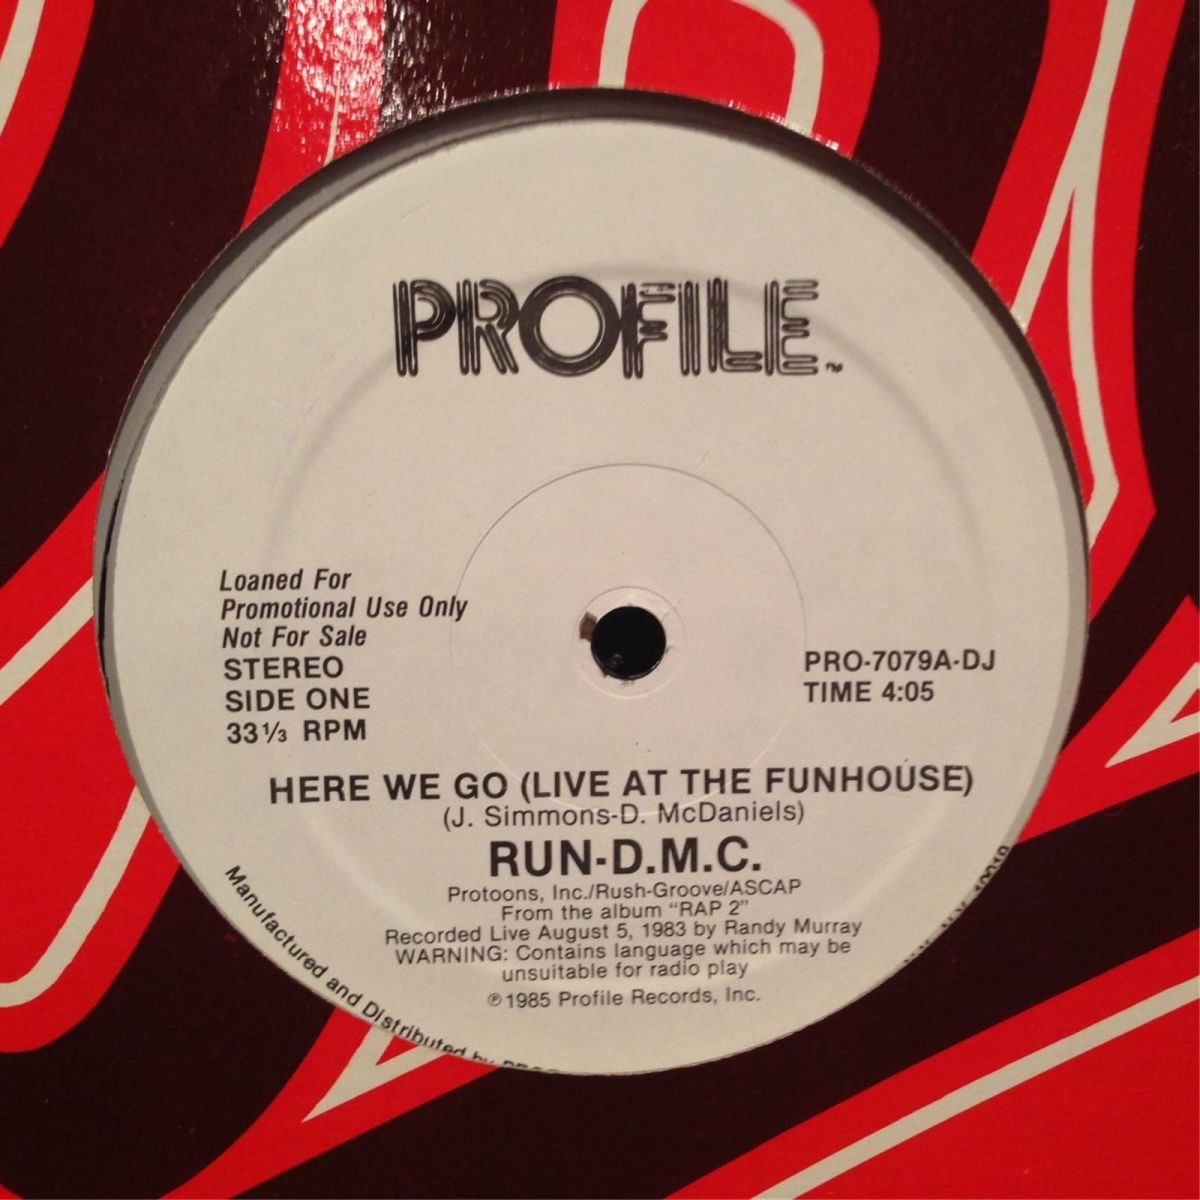 PROFILE™
Loaned For
Promotional Use Only
Not For Sale
STEREO
SIDE ONE
33⅓ RPM
PRO-7079A-DJ
TIME 4:05
HERE WE GO (LIVE AT THE FUNHOUSE)
(J. Simmons-D. McDaniels)
RUN-D.M.C.
Protoons, Inc./Rush-Groove/ASCAP
From the album "RAP 2"
Recorded Live August 5, 1983 by Randy Murray
WARNING: Contains language which may be
unsuitable for radio play
℗1985 Profile Records, Inc.
Manufactured and Distributed by